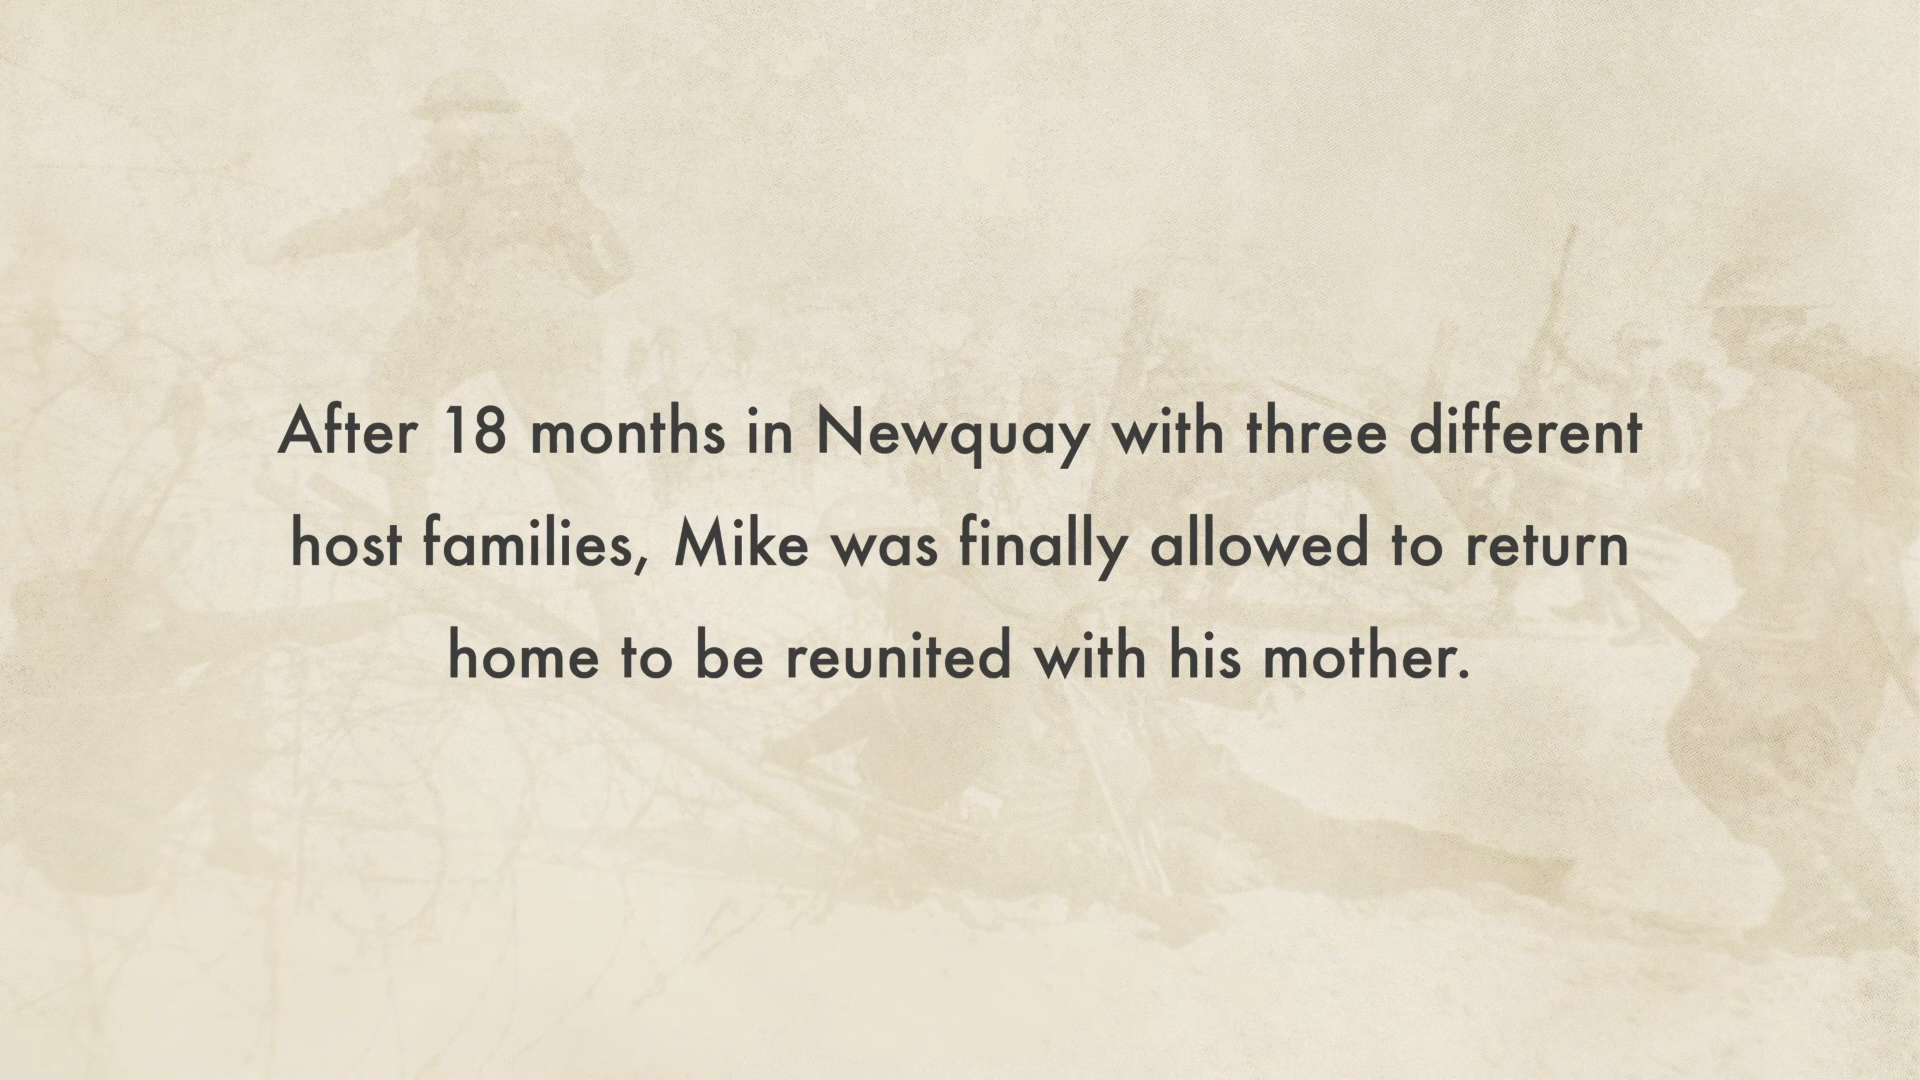 After 18 months in Newquay with three different
host families, Mike was finally allowed to return
home to be reunited with his mother.